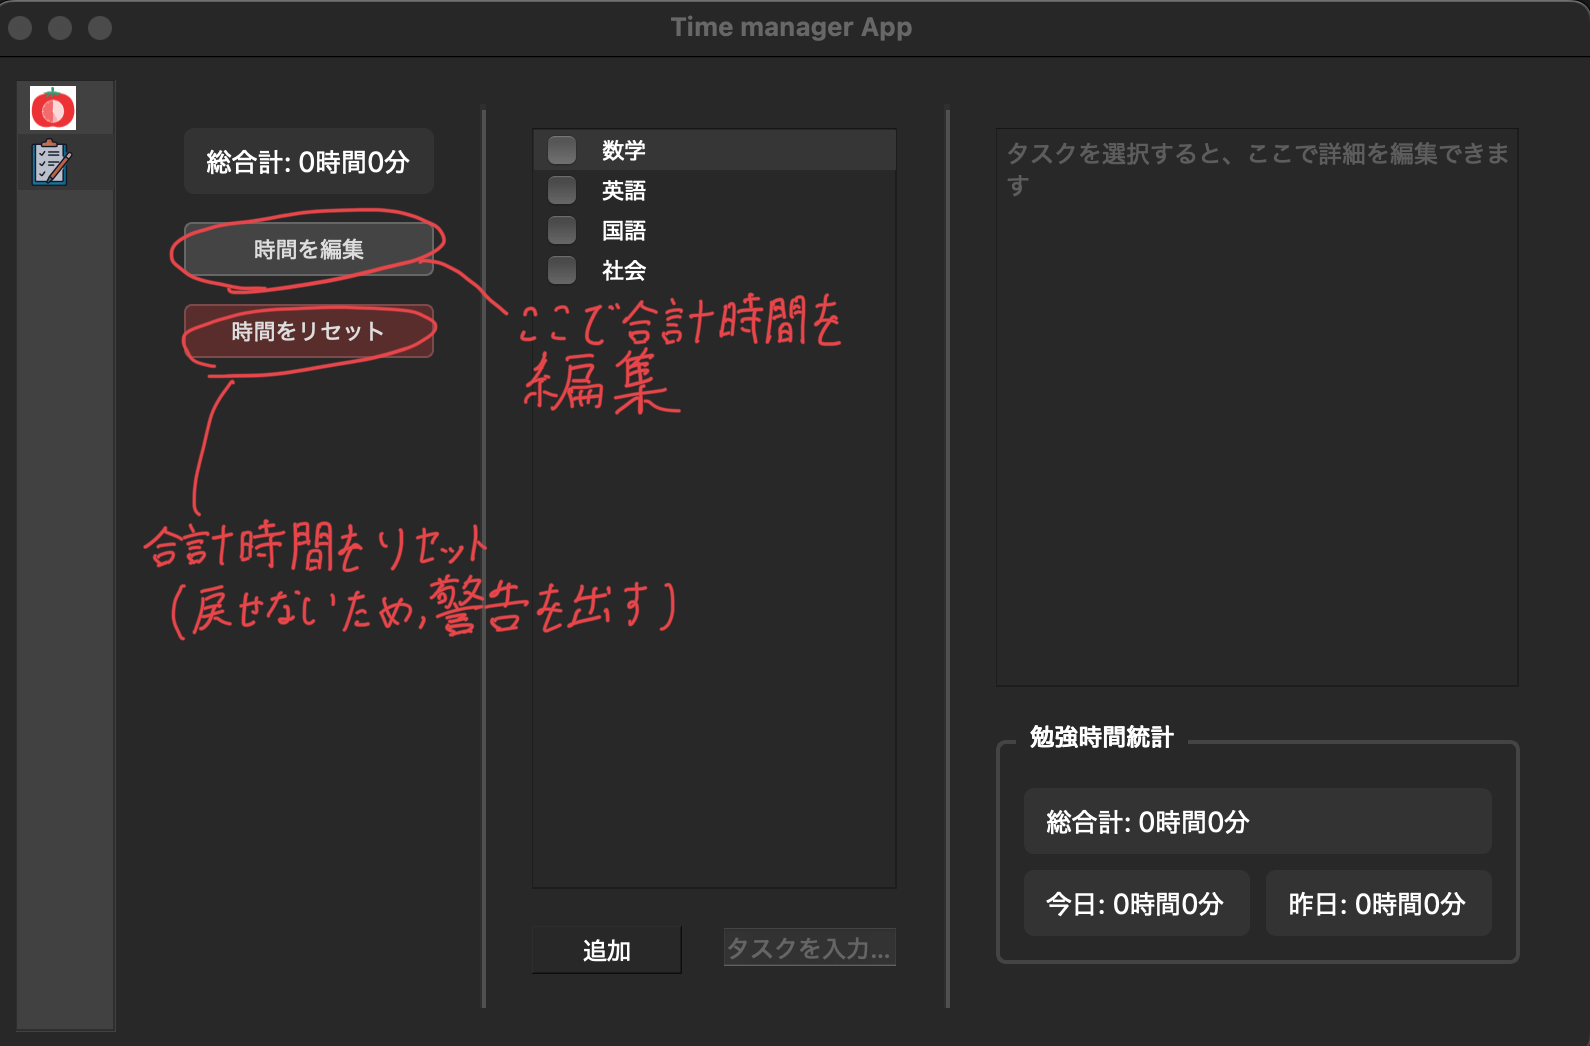 Time manager App
総合計: 0時間0分
時間を編集
時間をリセット
合計時間をリセット
(戻せないため,警告を出す)
数学
英語
国語
社会
ここで合計時間を
編集
追加
タスクを入力...
タスクを選択すると、ここで詳細を編集できま
す
勉強時間統計
総合計: 0時間0分
今日: 0時間0分
昨日: 0時間0分